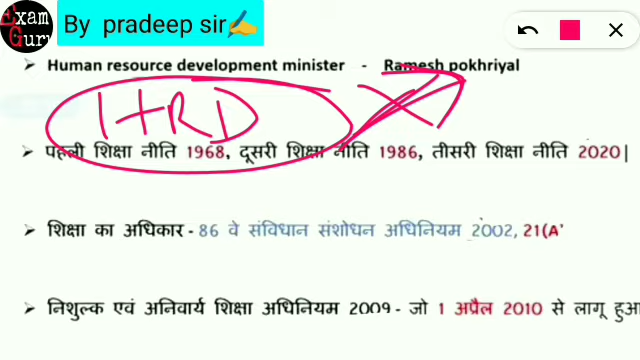 Exam
Guru
By pradeep sir✍
➤ Human resource development minister - Ramesh pokhriyal
HRD
➤ पहली शिक्षा नीति 1968, दूसरी शिक्षा नीति 1986, तीसरी शिक्षा नीति 2020|
➤ शिक्षा का अधिकार - 86 वे संविधान संशोधन अधिनियम 2002, 21(A
➤ निशुल्क एवं अनिवार्य शिक्षा अधिनियम 2009 - जो 1 अप्रैल 2010 से लागू हुआ